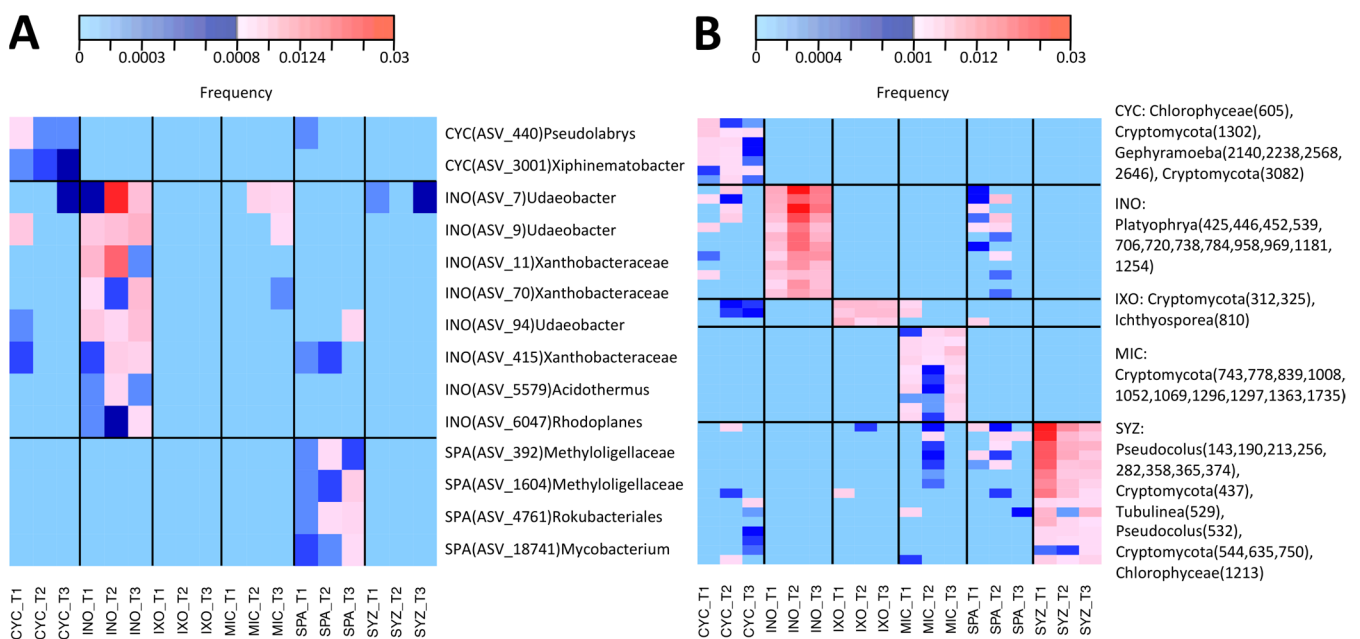 A
0
0.0003
0.0008
0.0124
0.03
Frequency
CYC(ASV_440)Pseudolabrys
CYC(ASV_3001)Xiphinematobacter
INO(ASV_7)Udaeobacter
INO(ASV_9)Udaeobacter
INO(ASV_11)Xanthobacteraceae
INO(ASV_70)Xanthobacteraceae
INO(ASV_94)Udaeobacter
INO(ASV_415)Xanthobacteraceae
INO(ASV_5579)Acidothermus
INO(ASV_6047)Rhodoplanes
SPA(ASV_392)Methyloligellaceae
SPA(ASV_1604)Methyloligellaceae
SPA(ASV_4761)Rokubacteriales
SPA(ASV_18741)Mycobacterium
CYC_T1
CYC_T2
CYC_T3
INO_T1
INO_T2
INO_T3
IXO_T1
IXO_T2
IXO_T3
MIC_T1
MIC_T2
MIC_T3
SPA_T1
SPA_T2
SPA_T3
SYZ_T1
SYZ_T2
SYZ_T3
B
0
0.0004
0.001
0.012
0.03
Frequency
CYC: Chlorophyceae(605),
Cryptomycota(1302),
Gephyramoeba(2140,2238,2568,
2646), Cryptomycota(3082)
INO:
Platyophrya(425,446,452,539,
706,720,738,784,958,969,1181,
1254)
IXO: Cryptomycota(312,325),
Ichthyosporea(810)
MIC:
Cryptomycota(743,778,839,1008,
1052,1069,1296,1297,1363,1735)
SYZ:
Pseudocolus(143,190,213,256,
282,358,365,374),
Cryptomycota(437),
Tubulinea(529),
Pseudocolus(532),
Cryptomycota(544,635,750),
Chlorophyceae(1213)
CYC_T1
CYC_T2
CYC_T3
INO_T1
INO_T2
INO_T3
IXO_T1
IXO_T2
IXO_T3
MIC_T1
MIC_T2
MIC_T3
SPA_T1
SPA_T2
SPA_T3
SYZ_T1
SYZ_T2
SYZ_T3